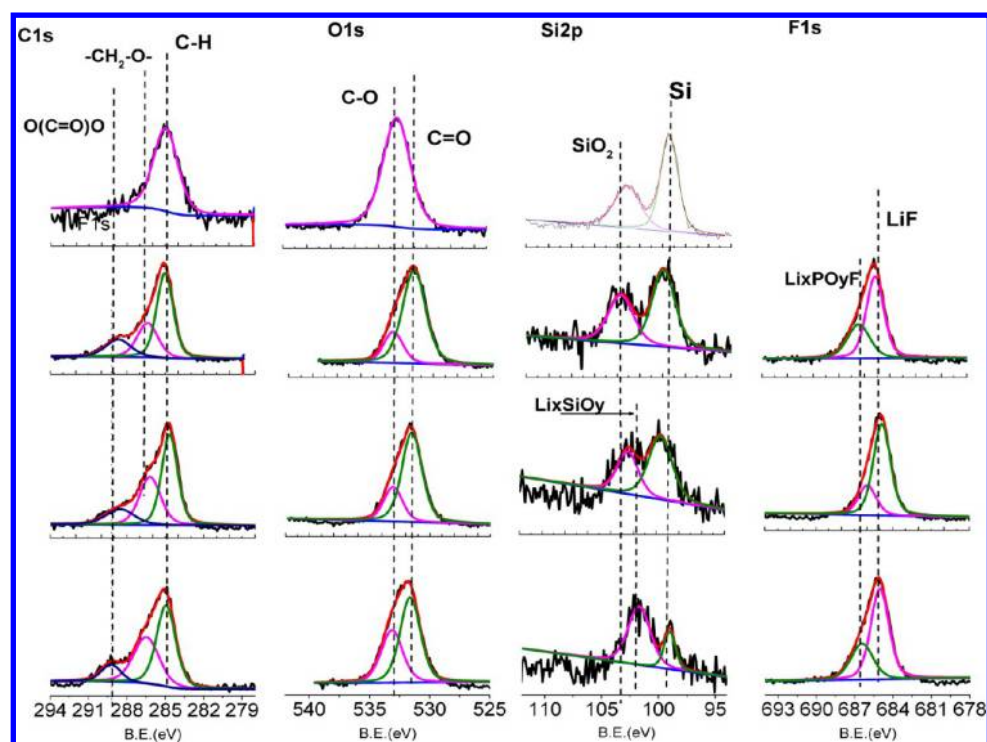 C1s
O1s
Si2p
F1s
-CH2-O-
C-H
O(C=O)O
C-O
C=O
SiO2
Si
LiF
LixPOyF
F1s
LixSiOy
294 291 288 285 282 279
540 535 530 525
110 105 100 95
693 690 687 684 681 678
B.E.(eV)
B.E.(eV)
B.E.(eV)
B.E.(eV)